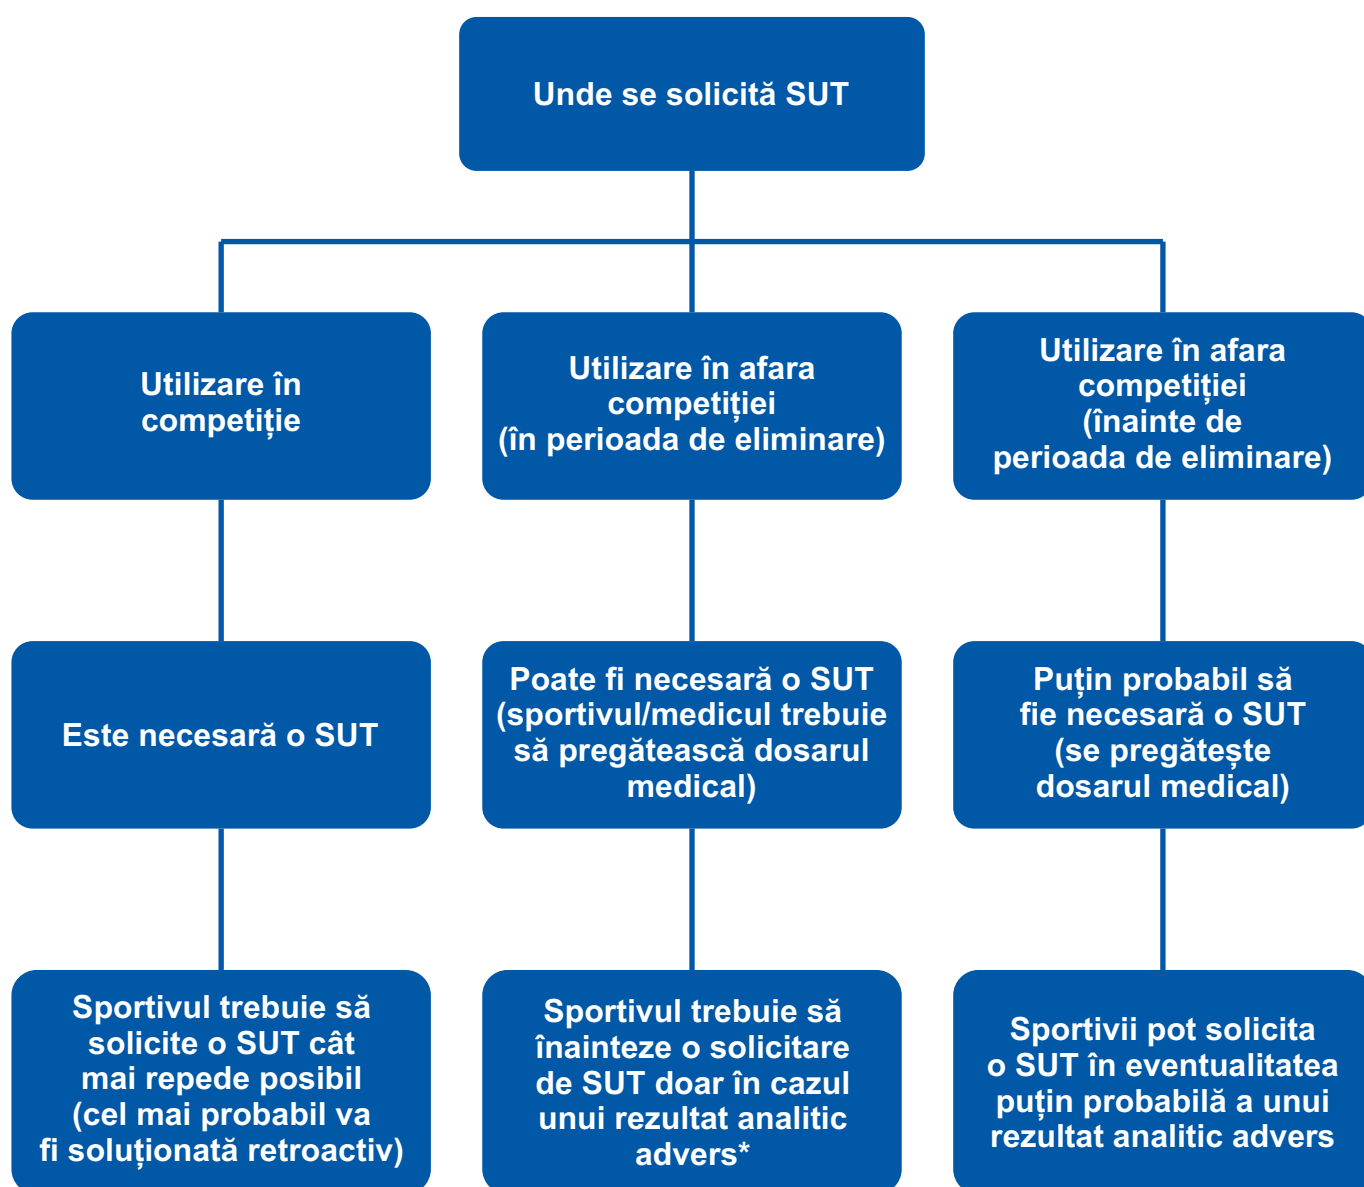 Unde se solicită SUT
Utilizare în
competiție
Utilizare în afara
competiției
(în perioada de eliminare)
Utilizare în afara
competiției
(înainte de
perioada de eliminare)
Este necesară o SUT
Poate fi necesară o SUT
(sportivul/medicul trebuie
să pregătească dosarul
medical)
Puțin probabil să
fie necesară o SUT
(se pregătește
dosarul medical)
Sportivul trebuie să
solicite o SUT cât
mai repede posibil
(cel mai probabil va
fi soluționată retroactiv)
Sportivul trebuie să
înainteze o solicitare
de SUT doar în cazul
unui rezultat analitic
advers*
Sportivii pot solicita
o SUT în eventualitatea
puțin probabilă a unui
rezultat analitic advers